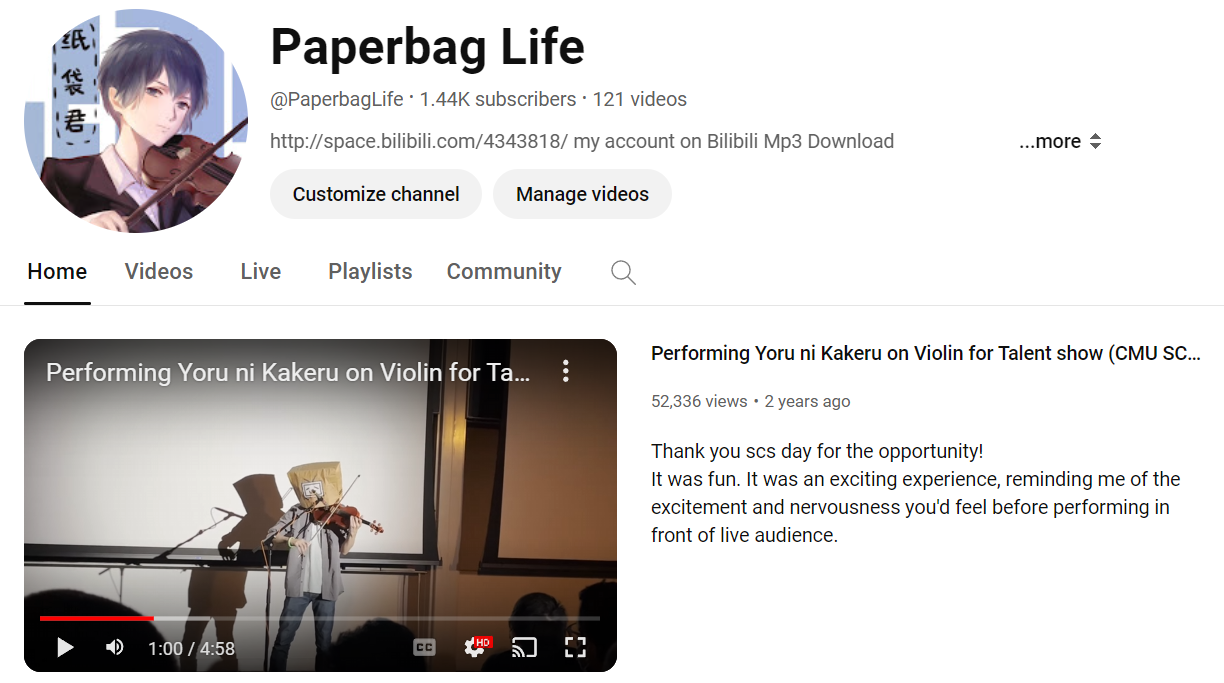 纸袋君
Paperbag Life
@PaperbagLife · 1.44K subscribers · 121 videos
http://space.bilibili.com/4343818/ my account on Bilibili Mp3 Download
...more
Customize channel
Manage videos
Home
Videos
Live
Playlists
Community
Performing Yoru ni Kakeru on Violin for Ta...
1:00 / 4:58
CC
HD
Performing Yoru ni Kakeru on Violin for Talent show (CMU SC...
52,336 views • 2 years ago
Thank you scs day for the opportunity!
It was fun. It was an exciting experience, reminding me of the
excitement and nervousness you'd feel before performing in
front of live audience.